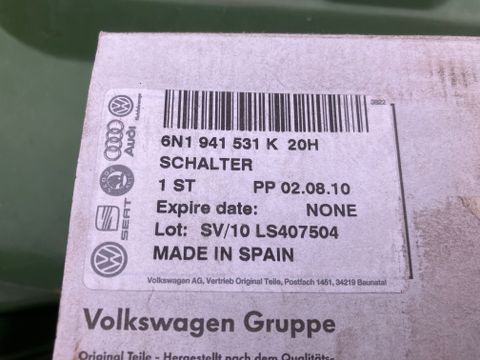 3822
6N1 941 531 K 20H
SCHALTER
1 ST PP 02.08.10
Expire date: NONE
Lot: SV/10 LS407504
MADE IN SPAIN
Volkswagen AG, Vertrieb Original Teile, Postfach 1451, 34219 Baunatal
Audi
SEAT
Volkswagen Gruppe
Original Teile - Hergestellt nach dem Qualitäts-